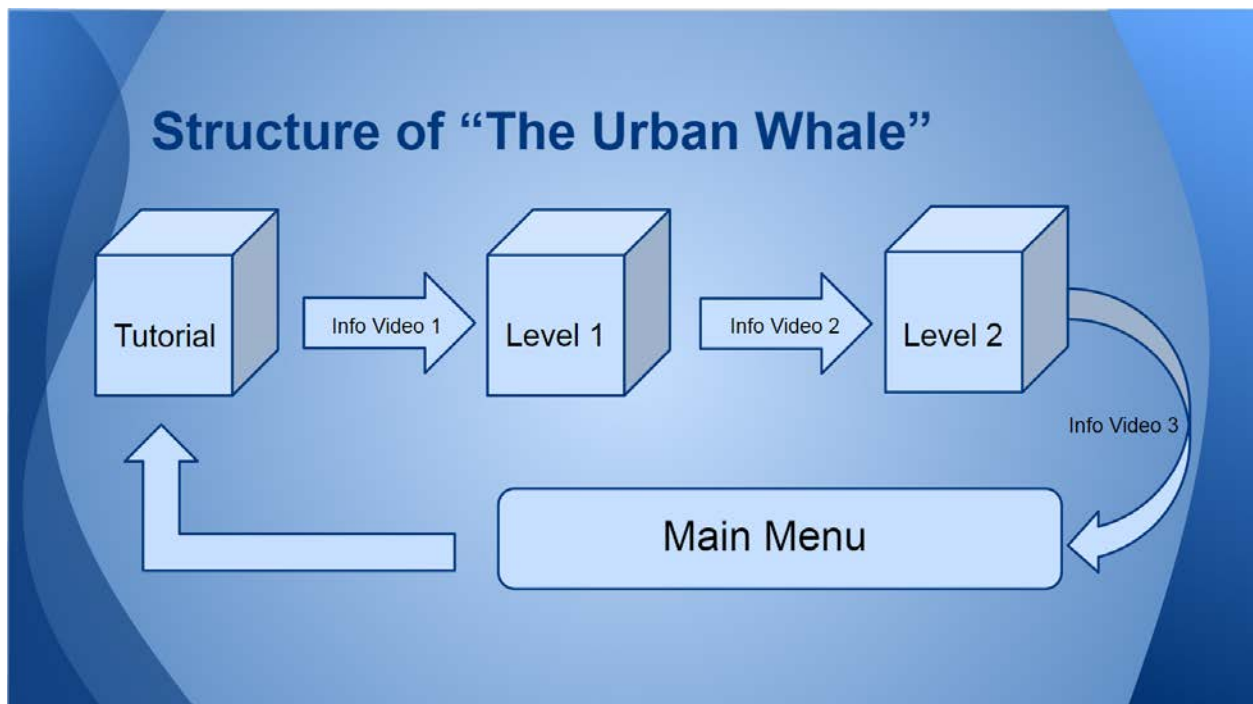 Structure of “The Urban Whale”
Tutorial
Info Video 1
Level 1
Info Video 2
Level 2
Info Video 3
Main Menu